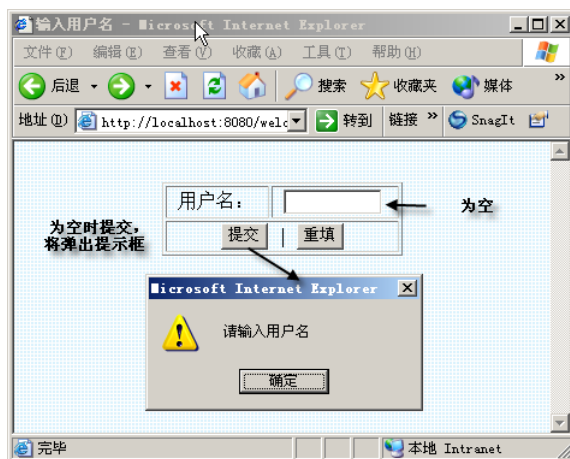 输入用户名 - Microsoft Internet Explorer
文件(F) 编辑(E) 查看(V) 收藏(A) 工具(T) 帮助(H)
后退 搜索 收藏夹 媒体 »
地址(D) http://localhost:8080/welc 转到 链接 » SnagIt
用户名：
为空
为空时提交，
将弹出提示框
提交 | 重填
Microsoft Internet Explorer
请输入用户名
确定
完毕 本地 Intranet